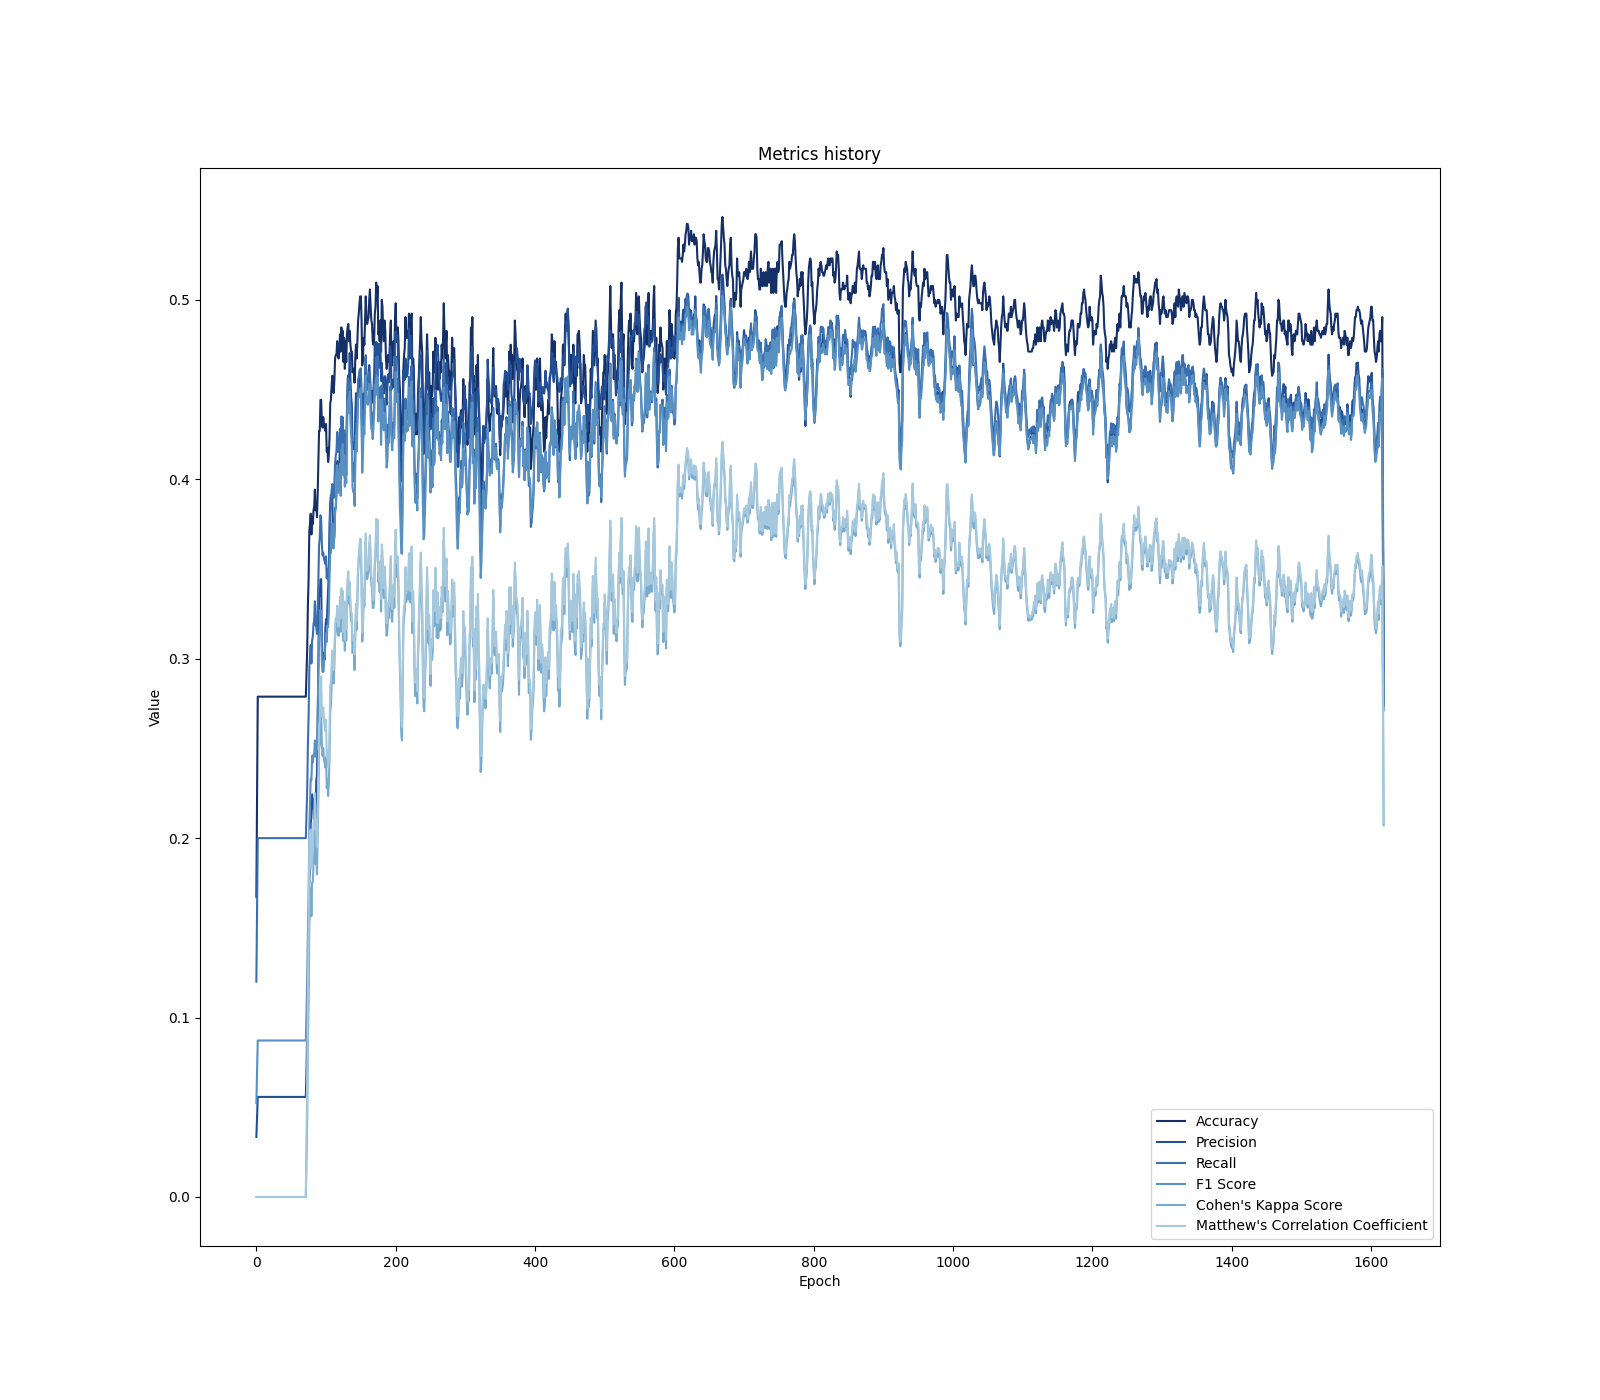 Metrics history
Value
0.5
0.4
0.3
0.2
0.1
0.0
0 200 400 600 800 1000 1200 1400 1600
Epoch
Accuracy
Precision
Recall
F1 Score
Cohen's Kappa Score
Matthew's Correlation Coefficient